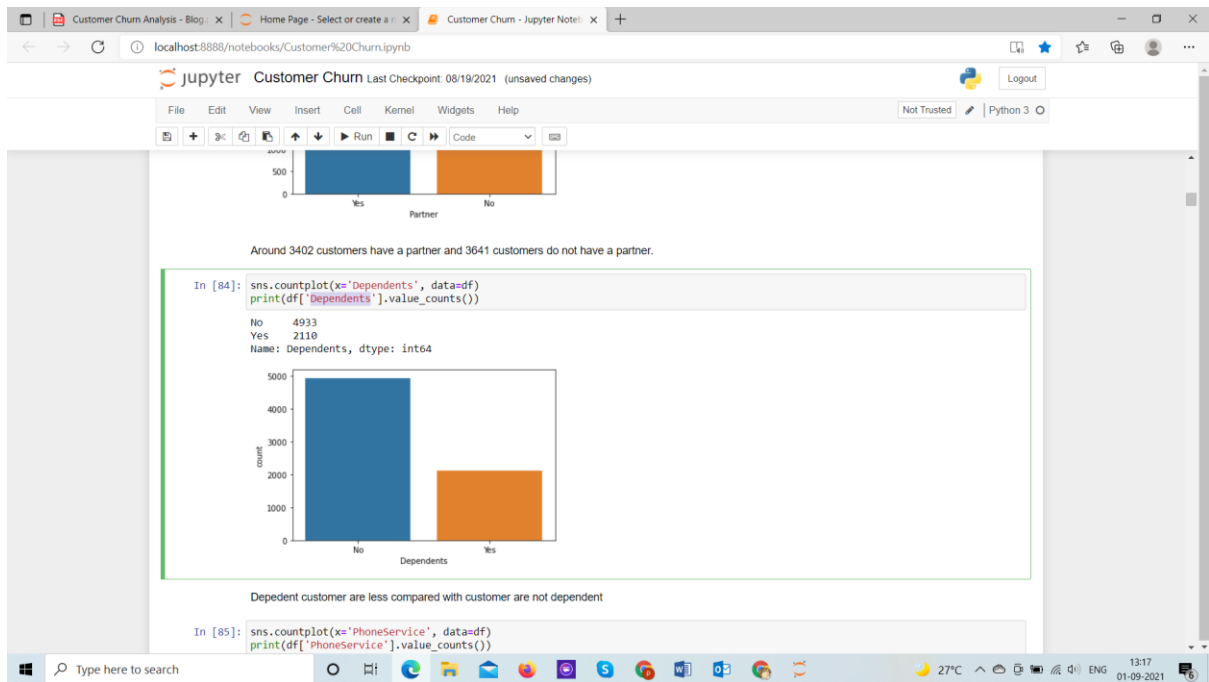 Customer Churn Analysis - Blog.
Home Page - Select or create a n
Customer Churn - Jupyter Noteb
localhost:8888/notebooks/Customer%20Churn.ipynb
jupyter Customer Churn Last Checkpoint: 08/19/2021 (unsaved changes)
Logout
File Edit View Insert Cell Kernel Widgets Help
Not Trusted
Python 3
Run
Code
1000
500
0
Yes No
Partner
Around 3402 customers have a partner and 3641 customers do not have a partner.
In [84]: sns.countplot(x='Dependents', data=df)
print(df['Dependents'].value_counts())
No 4933
Yes 2110
Name: Dependents, dtype: int64
5000
4000
3000
2000
1000
0
count
No Yes
Dependents
Depedent customer are less compared with customer are not dependent
In [85]: sns.countplot(x='PhoneService', data=df)
print(df['PhoneService'].value_counts())
Type here to search
27°C
ENG
13:17
01-09-2021
6